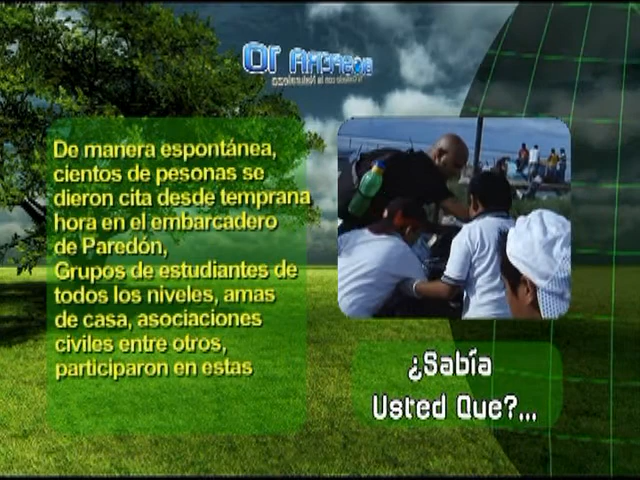 De manera espontánea,
cientos de pesonas se
dieron cita desde temprana
hora en el embarcadero
de Paredón,
Grupos de estudiantes de
todos los niveles, amas
de casa, asociaciones
civiles entre otros,
participaron en estas
¿Sabía
Usted Que?...